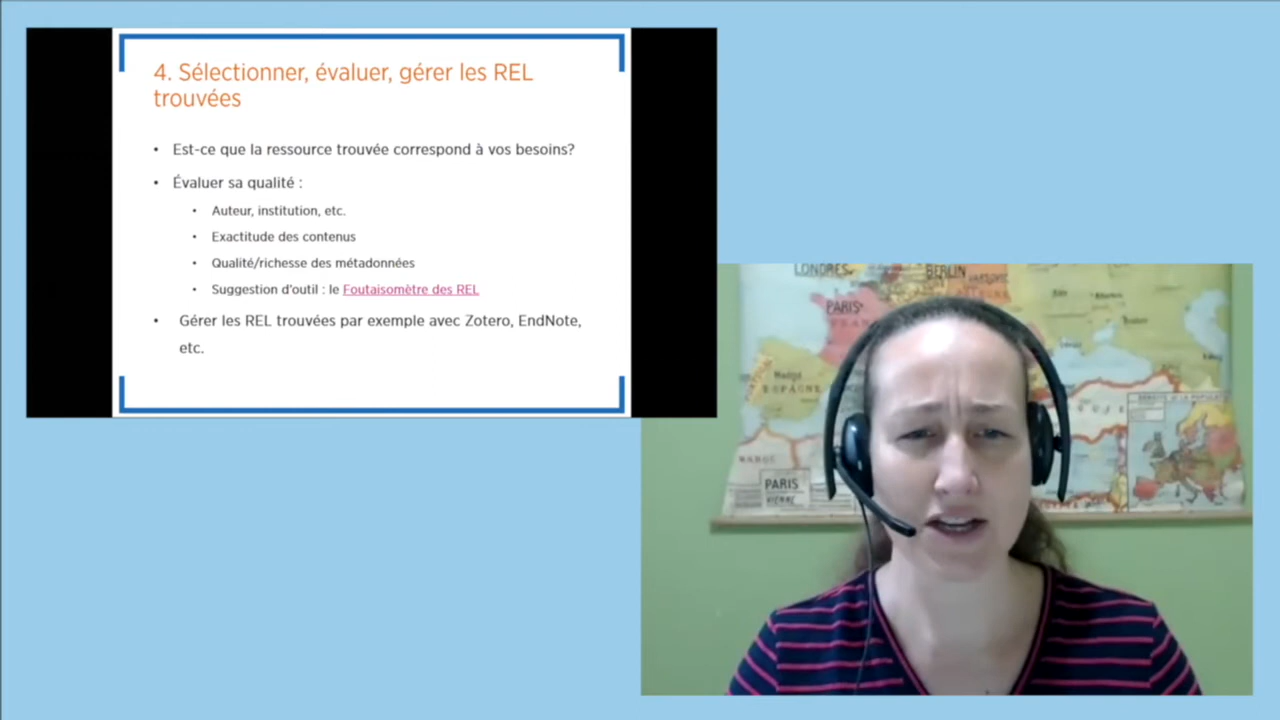 4. Sélectionner, évaluer, gérer les REL
trouvées
• Est-ce que la ressource trouvée correspond à vos besoins?
• Évaluer sa qualité :
• Auteur, institution, etc.
• Exactitude des contenus
• Qualité/richesse des métadonnées
• Suggestion d'outil : le Foutaisomètre des REL
• Gérer les REL trouvées par exemple avec Zotero, EndNote,
etc.
LONDRES
BERLIN
PARIS
ESPAGNE
MAROC
PARIS
VIENNE